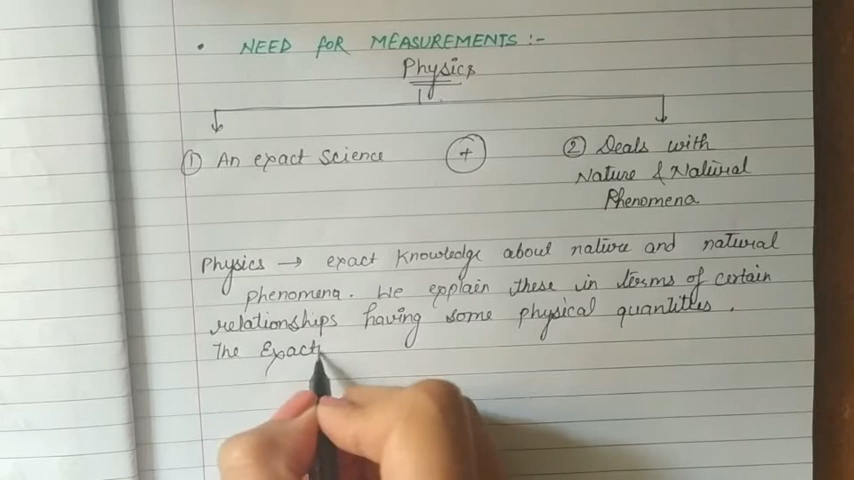 • NEED FOR MEASUREMENTS :-
Physics
① An exact Science + ② Deals with
Nature & Natural
Phenomena
Physics → exact Knowledge about nature and natural
phenomena. We explain these in terms of certain
relationships having some physical quantities.
The Exact